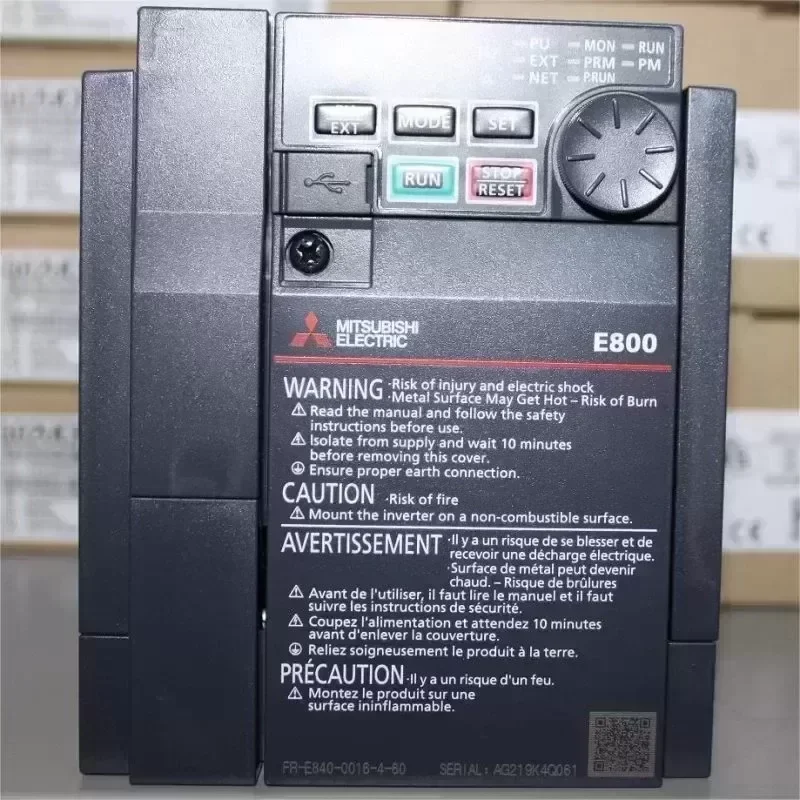 PU MON RUN
EXT PRM PM
NET P.RUN
EXT MODE SET
RUN STOP
RESET
MITSUBISHI
ELECTRIC
E800
WARNING ·Risk of injury and electric shock
·Metal Surface May Get Hot – Risk of Burn
Read the manual and follow the safety
instructions before use.
Isolate from supply and wait 10 minutes
before removing this cover.
Ensure proper earth connection.
CAUTION ·Risk of fire
Mount the inverter on a non-combustible surface.
AVERTISSEMENT ·Il y a un risque de se blesser et de
recevoir une décharge électrique.
·Surface de métal peut devenir
chaud. – Risque de brûlures
Avant de l'utiliser, il faut lire le manuel et il faut
suivre les instructions de sécurité.
Coupez l'alimentation et attendez 10 minutes
avant d'enlever la couverture.
Reliez soigneusement le produit à la terre.
PRÉCAUTION ·Il y a un risque d'un feu.
Montez le produit sur une
surface ininflammable.
FR-E840-0016-4-60 SERIAL: AG219K4Q061